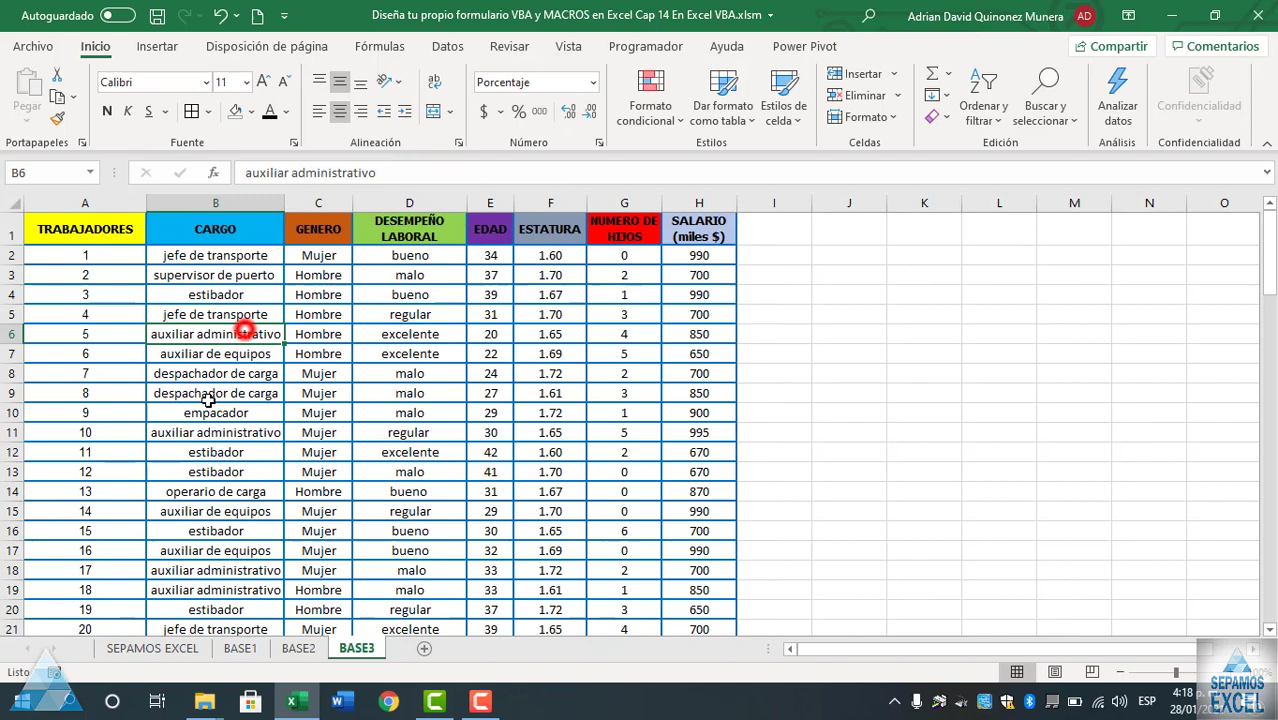 Autoguardado
Diseña tu propio formulario VBA y MACROS en Excel Cap 14 En Excel VBA.xlsm
Adrian David Quinonez Munera AD
Archivo Inicio Insertar Disposición de página Fórmulas Datos Revisar Vista Programador Ayuda Power Pivot Compartir Comentarios
Pegar
Calibri 11
N K S
Porcentaje
$ % 000
Formato condicional
Dar formato como tabla
Estilos de celda
Insertar
Eliminar
Formato
Ordenar y filtrar
Buscar y seleccionar
Analizar datos
Confidencialidad
Portapapeles Fuente Alineación Número Estilos Celdas Edición Análisis Confidencialidad
B6 auxiliar administrativo
A B C D E F G H I J K L M N O
1 TRABAJADORES CARGO GENERO DESEMPEÑO LABORAL EDAD ESTATURA NUMERO DE HIJOS SALARIO (miles $)
2 1 jefe de transporte Mujer bueno 34 1.60 0 990
3 2 supervisor de puerto Hombre malo 37 1.70 2 700
4 3 estibador Hombre bueno 39 1.67 1 990
5 4 jefe de transporte Hombre regular 31 1.70 3 700
6 5 auxiliar administrativo Hombre excelente 20 1.65 4 850
7 6 auxiliar de equipos Hombre excelente 22 1.69 5 650
8 7 despachador de carga Mujer malo 24 1.72 2 700
9 8 despachador de carga Mujer malo 27 1.61 3 850
10 9 empacador Mujer malo 29 1.72 1 900
11 10 auxiliar administrativo Mujer regular 30 1.65 5 995
12 11 estibador Mujer excelente 42 1.60 2 670
13 12 estibador Mujer malo 41 1.70 0 670
14 13 operario de carga Hombre bueno 31 1.67 0 870
15 14 auxiliar de equipos Mujer regular 29 1.70 0 990
16 15 estibador Mujer bueno 30 1.65 6 700
17 16 auxiliar de equipos Mujer bueno 32 1.69 0 990
18 17 auxiliar administrativo Mujer malo 33 1.72 2 700
19 18 auxiliar administrativo Hombre malo 33 1.61 1 850
20 19 estibador Hombre regular 37 1.72 3 650
21 20 jefe de transporte Mujer excelente 39 1.65 4 700
SEPAMOS EXCEL BASE1 BASE2 BASE3
Listo
ESP
4:18 p.
28/01/
SEPAMOS EXCEL